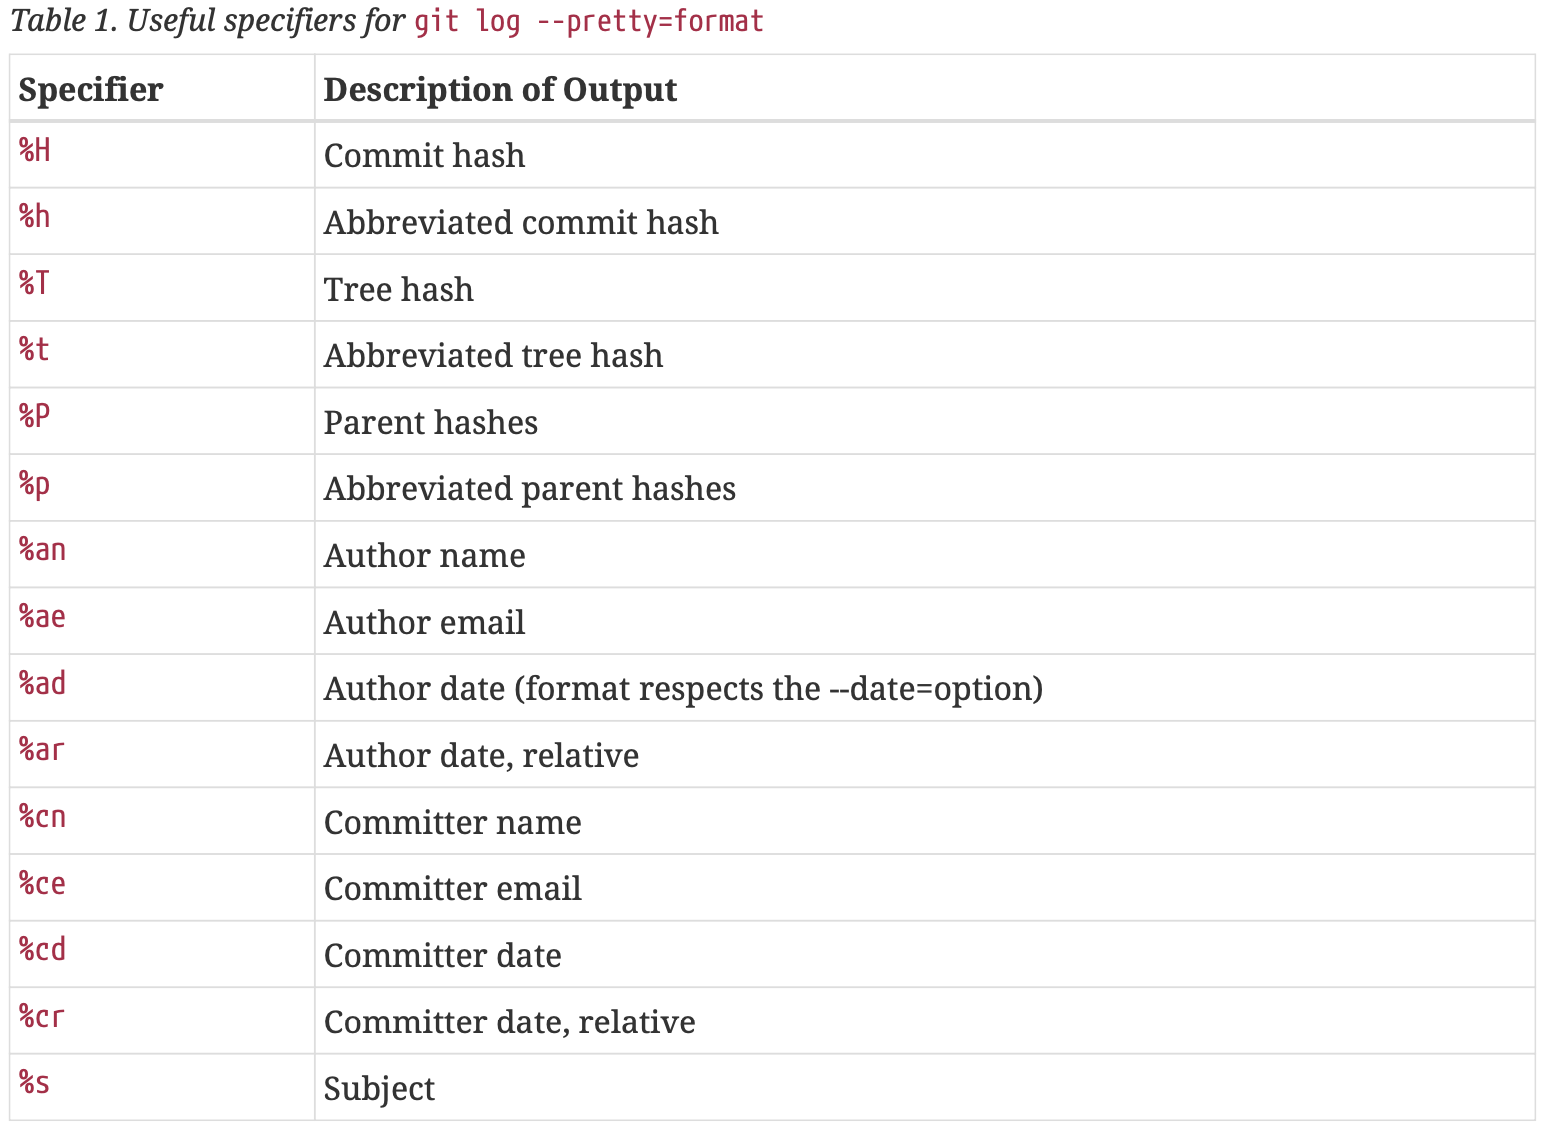 Table 1. Useful specifiers for git log --pretty=format
Specifier Description of Output
%H Commit hash
%h Abbreviated commit hash
%T Tree hash
%t Abbreviated tree hash
%P Parent hashes
%p Abbreviated parent hashes
%an Author name
%ae Author email
%ad Author date (format respects the --date=option)
%ar Author date, relative
%cn Committer name
%ce Committer email
%cd Committer date
%cr Committer date, relative
%s Subject